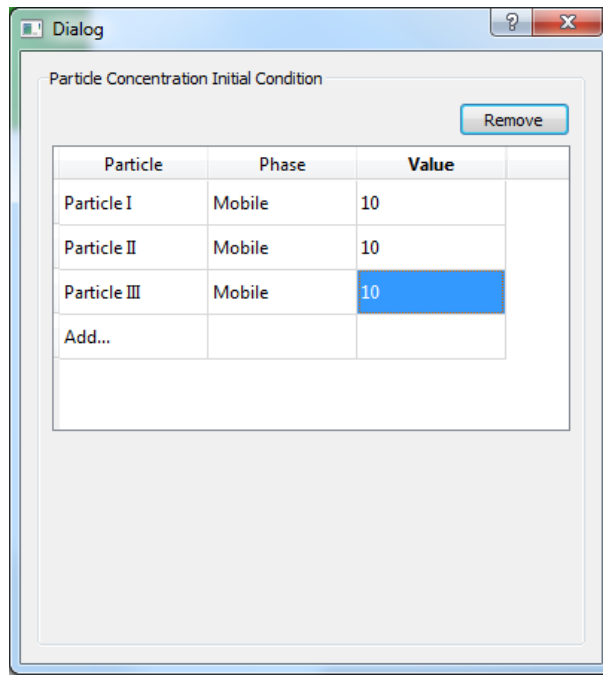 Dialog
Particle Concentration Initial Condition
Remove
Particle Phase Value
Particle I Mobile 10
Particle II Mobile 10
Particle III Mobile 10
Add...